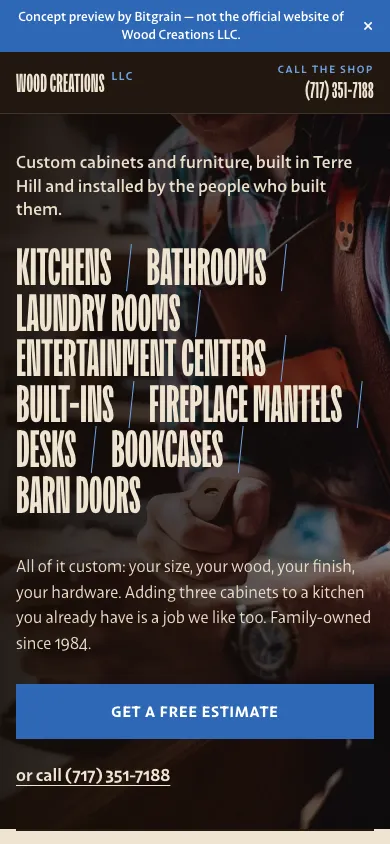 Concept preview by Bitgrain — not the official website of
Wood Creations LLC.
×
WOOD CREATIONS LLC
CALL THE SHOP
(717) 351-7188
Custom cabinets and furniture, built in Terre
Hill and installed by the people who built
them.
KITCHENS / BATHROOMS /
LAUNDRY ROOMS /
ENTERTAINMENT CENTERS /
BUILT-INS / FIREPLACE MANTELS /
DESKS / BOOKCASES /
BARN DOORS
All of it custom: your size, your wood, your finish,
your hardware. Adding three cabinets to a kitchen
you already have is a job we like too. Family-owned
since 1984.
GET A FREE ESTIMATE
or call (717) 351-7188